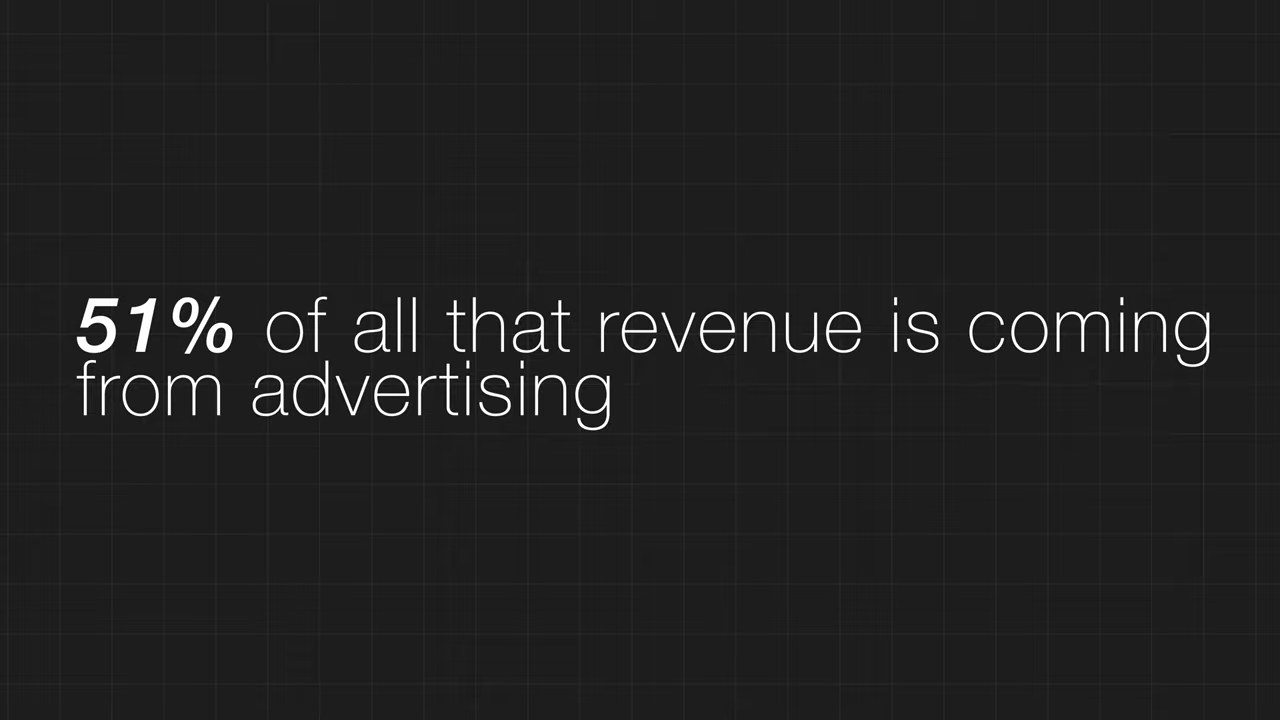 51% of all that revenue is coming
from advertising